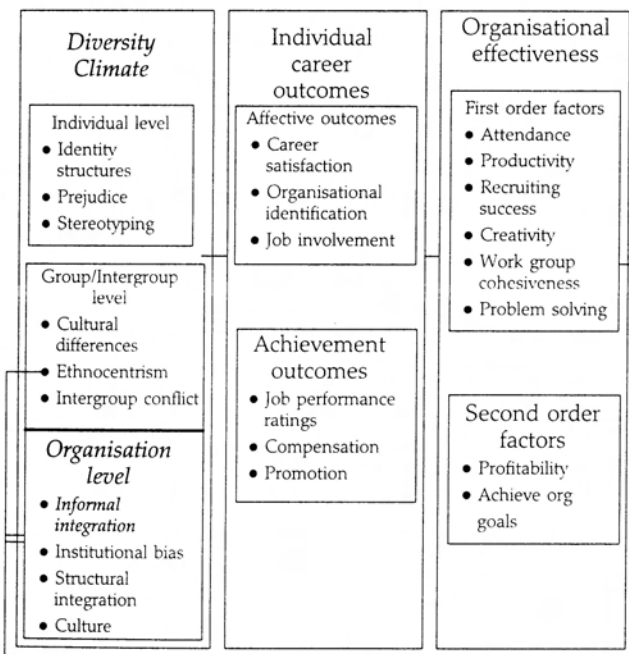 Diversity
Climate
Individual level
● Identity
structures
● Prejudice
● Stereotyping
Group/Intergroup
level
● Cultural
differences
● Ethnocentrism
● Intergroup conflict
Organisation
level
● Informal
integration
● Institutional bias
● Structural
integration
● Culture
Individual
career
outcomes
Affective outcomes
● Career
satisfaction
● Organisational
identification
● Job involvement
Achievement
outcomes
● Job performance
ratings
● Compensation
● Promotion
Organisational
effectiveness
First order factors
● Attendance
● Productivity
● Recruiting
success
● Creativity
● Work group
cohesiveness
● Problem solving
Second order
factors
● Profitability
● Achieve org
goals